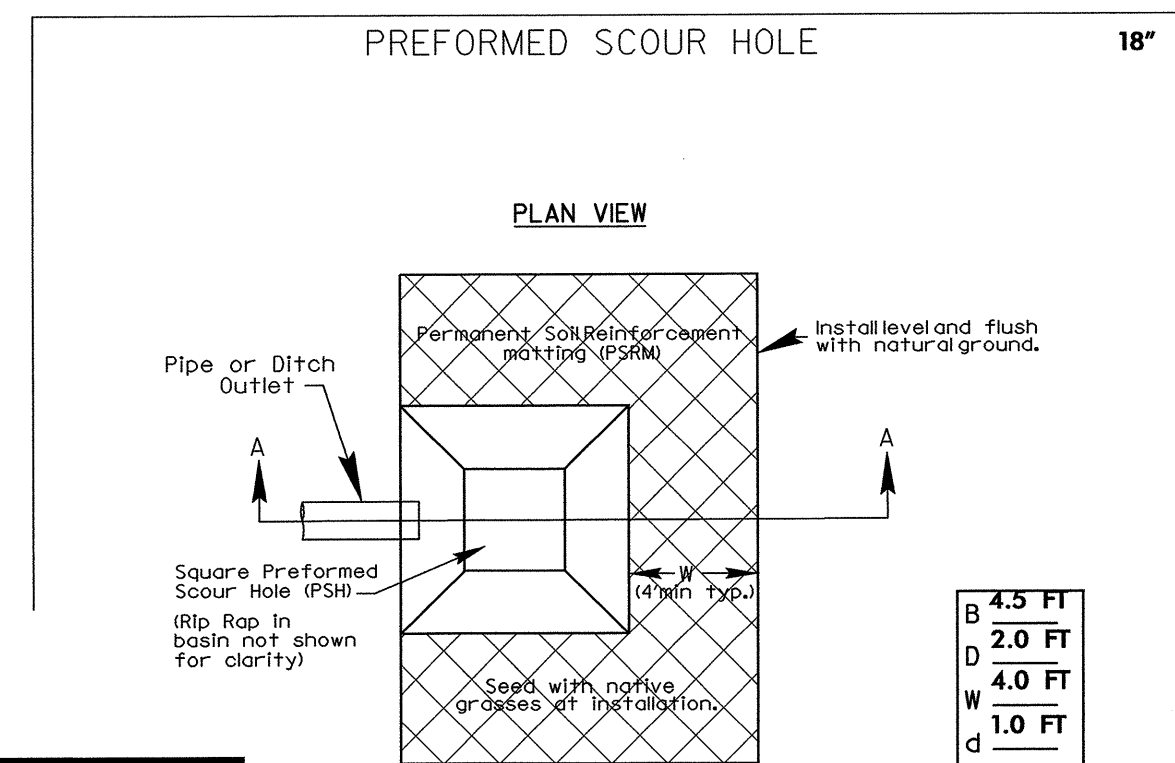 PREFORMED SCOUR HOLE
18"
PLAN VIEW
Permanent Soil Reinforcement
matting (PSRM)
Install level and flush
with natural ground.
Pipe or Ditch
Outlet
A
A
Square Preformed
Scour Hole (PSH)
(Rip Rap in
basin not shown
for clarity)
W
(4'min typ.)
Seed with native
grasses at installation.
B 4.5 FT
D 2.0 FT
W 4.0 FT
d 1.0 FT